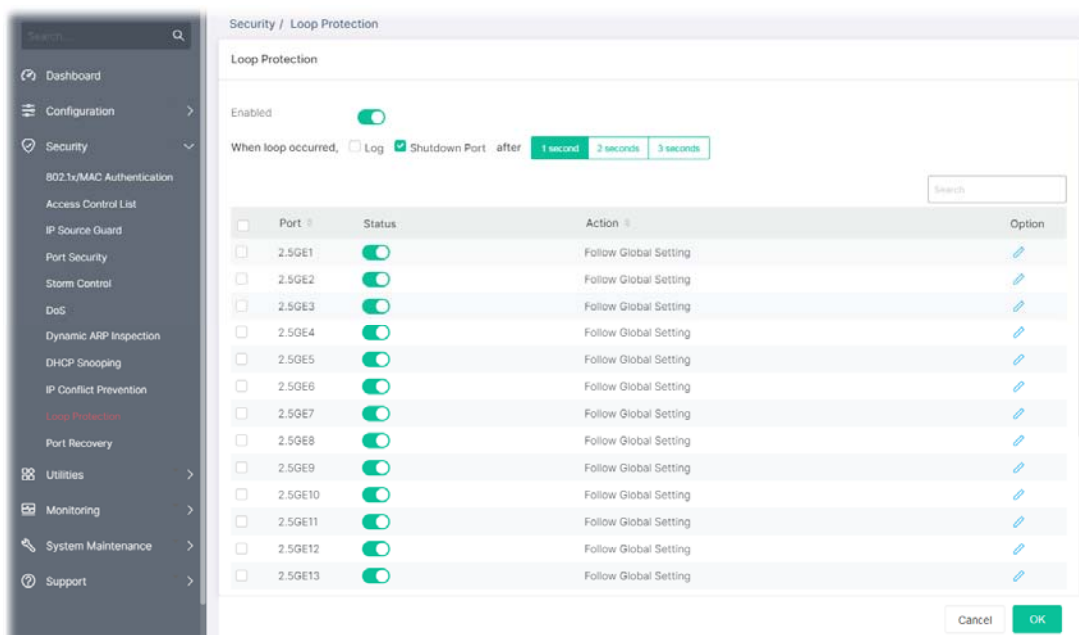 Search...
Dashboard
Configuration
Security
802.1x/MAC Authentication
Access Control List
IP Source Guard
Port Security
Storm Control
DoS
Dynamic ARP Inspection
DHCP Snooping
IP Conflict Prevention
Loop Protection
Port Recovery
Utilities
Monitoring
System Maintenance
Support
Security / Loop Protection
Loop Protection
Enabled
When loop occurred, Log Shutdown Port after 1 second 2 seconds 3 seconds
Search
Port Status Action Option
2.5GE1 Follow Global Setting
2.5GE2 Follow Global Setting
2.5GE3 Follow Global Setting
2.5GE4 Follow Global Setting
2.5GE5 Follow Global Setting
2.5GE6 Follow Global Setting
2.5GE7 Follow Global Setting
2.5GE8 Follow Global Setting
2.5GE9 Follow Global Setting
2.5GE10 Follow Global Setting
2.5GE11 Follow Global Setting
2.5GE12 Follow Global Setting
2.5GE13 Follow Global Setting
Cancel OK